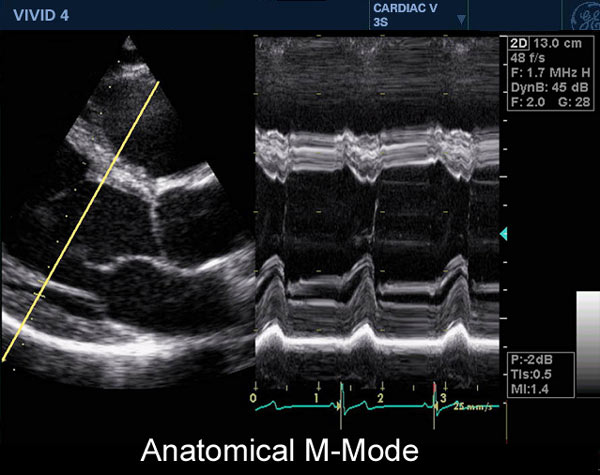 VIVID 4
CARDIAC V
3S
2D 13.0 cm
48 f/s
F: 1.7 MHz H
DynB: 45 dB
F: 2.0 G: 28
P:-2dB
TIs:0.5
MI:1.4
0 1 2 3
25 mm/s
Anatomical M-Mode